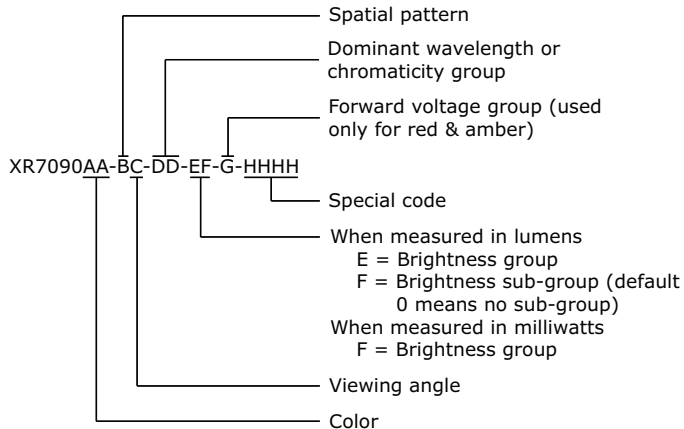 Spatial pattern
Dominant wavelength or
chromaticity group
Forward voltage group (used
only for red & amber)
XR7090AA-BC-DD-EF-G-HHHH
Special code
When measured in lumens
E = Brightness group
F = Brightness sub-group (default
0 means no sub-group)
When measured in milliwatts
F = Brightness group
Viewing angle
Color